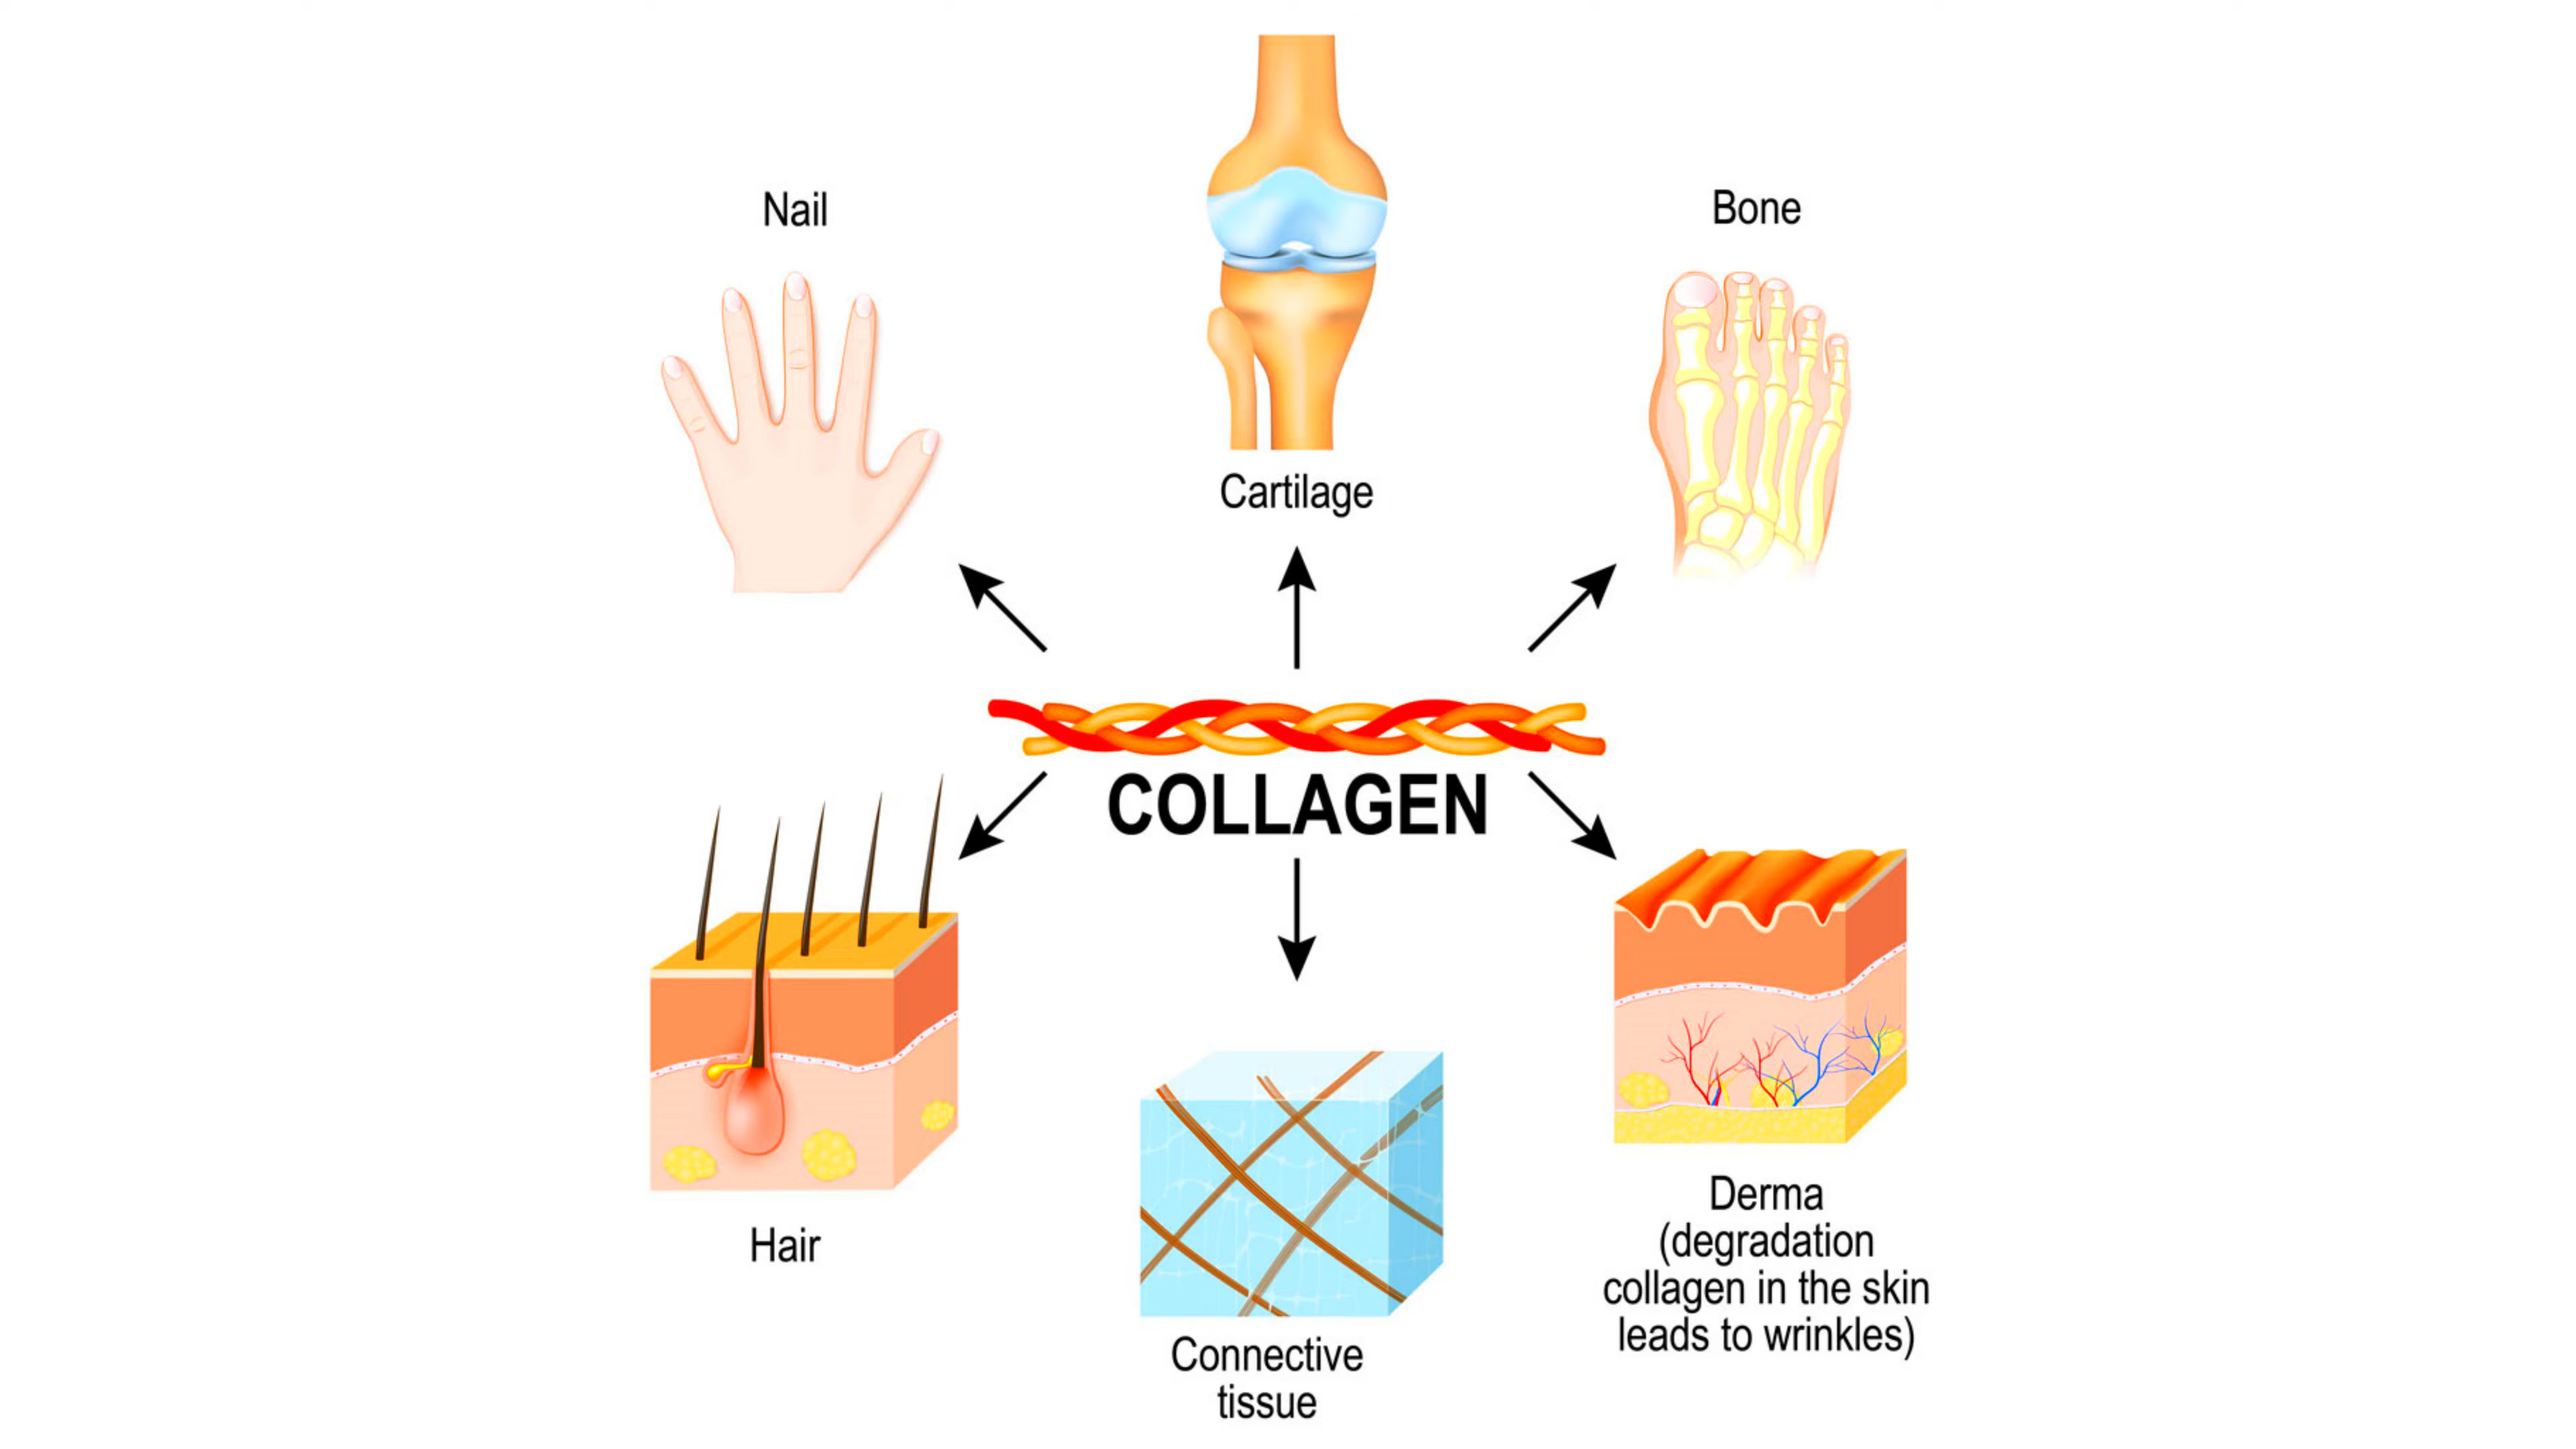 Nail
Bone
Cartilage
COLLAGEN
Hair
Connective
tissue
Derma
(degradation
collagen in the skin
leads to wrinkles)